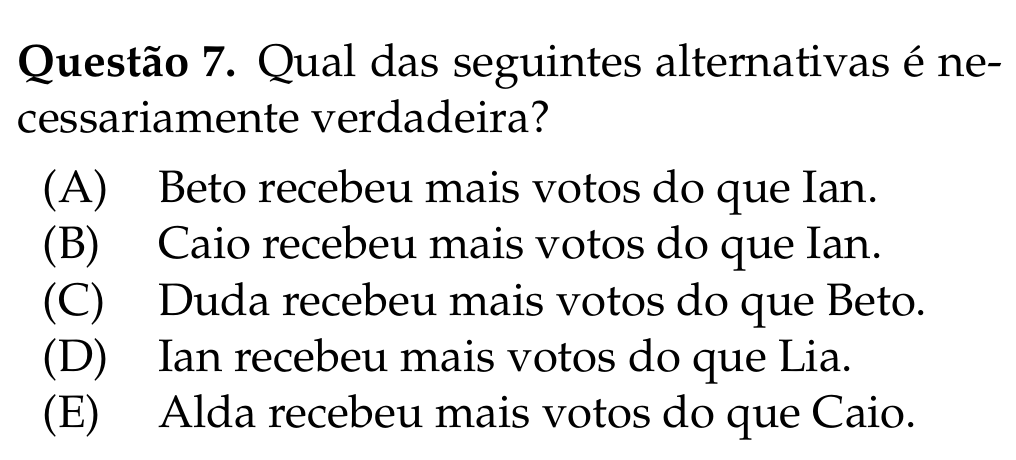 Questão 7. Qual das seguintes alternativas é ne-
cessariamente verdadeira?
(A) Beto recebeu mais votos do que Ian.
(B) Caio recebeu mais votos do que Ian.
(C) Duda recebeu mais votos do que Beto.
(D) Ian recebeu mais votos do que Lia.
(E) Alda recebeu mais votos do que Caio.